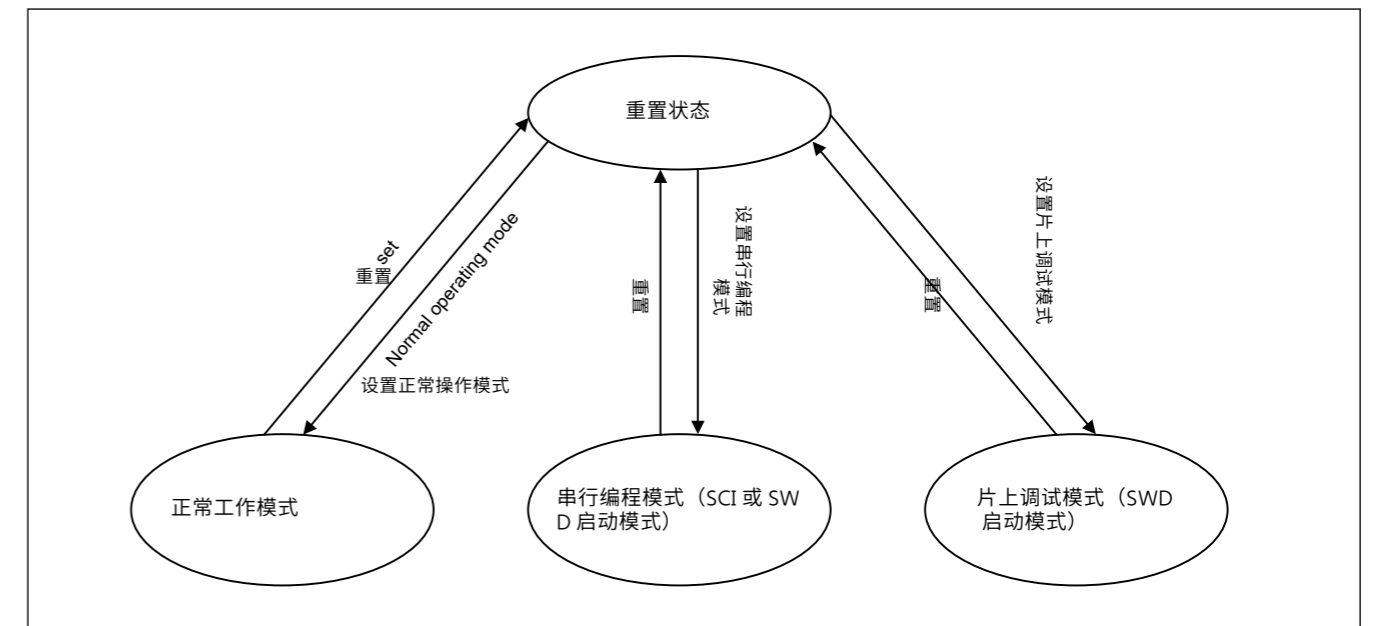 重置状态
set
重置
Normal operating mode
设置正常操作模式
重置
设置串行编程
模式
重置
设置片上调试模式
正常工作模式
串行编程模式（SCI 或 SW
D 启动模式）
片上调试模式（SWD
启动模式）